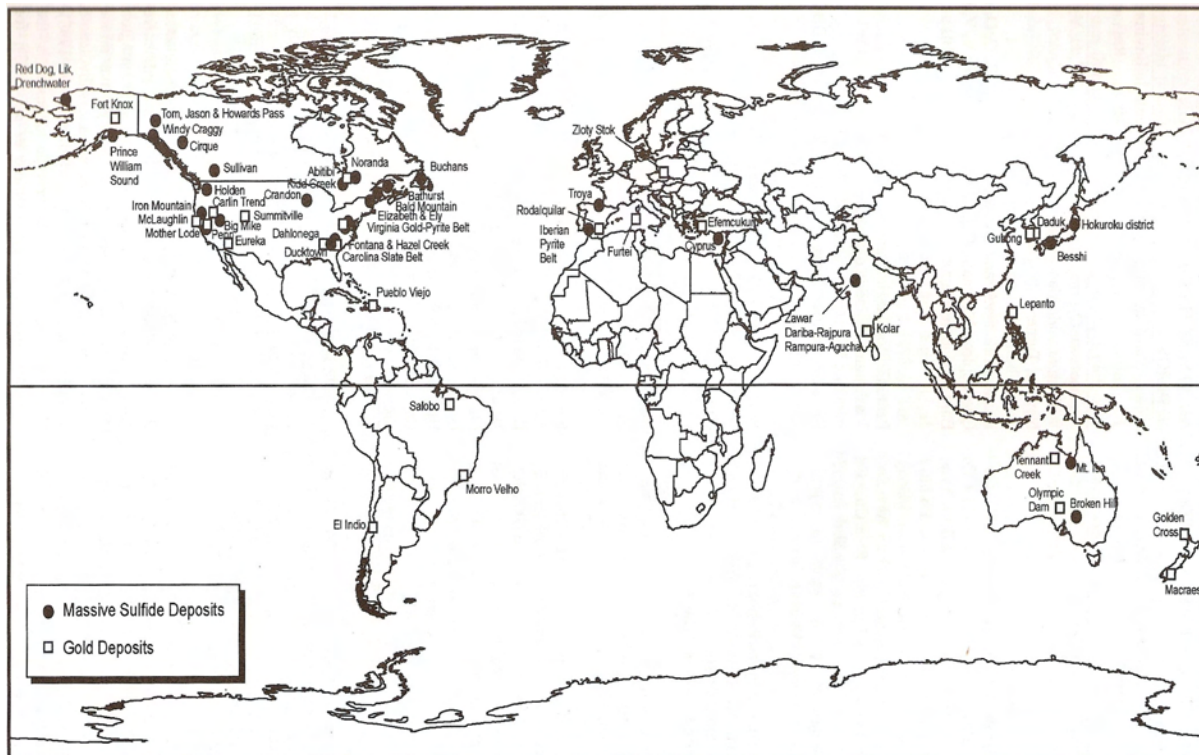 Red Dog, Lik,
Drenchwater
Fort Knox
Tom, Jason & Howards Pass
Windy Craggy
Cirque
Prince
William
Sound
Sullivan
Holden
Iron Mountain
Carlin Trend
McLaughlin
Summitville
Mother Lode
Big Mike
Penn
Eureka
Abitibi
Noranda
Kidd Creek
Crandon
Buchans
Bathurst
Bald Mountain
Elizabeth & Ely
Virginia Gold-Pyrite Belt
Dahlonega
Ducktown
Fontana & Hazel Creek
Carolina Slate Belt
Pueblo Viejo
Salobo
Morro Velho
El Indio
Zloty Stok
Troya
Rodalquilar
Iberian
Pyrite
Belt
Furtei
Efemcukuru
Cyprus
Zawar
Dariba-Rajpura
Rampura-Agucha
Kolar
Daduk
Gubong
Hokuroku district
Besshi
Lepanto
Tennant
Creek
Mt. Isa
Olympic
Dam
Broken Hill
Golden
Cross
Macraes
Massive Sulfide Deposits
Gold Deposits